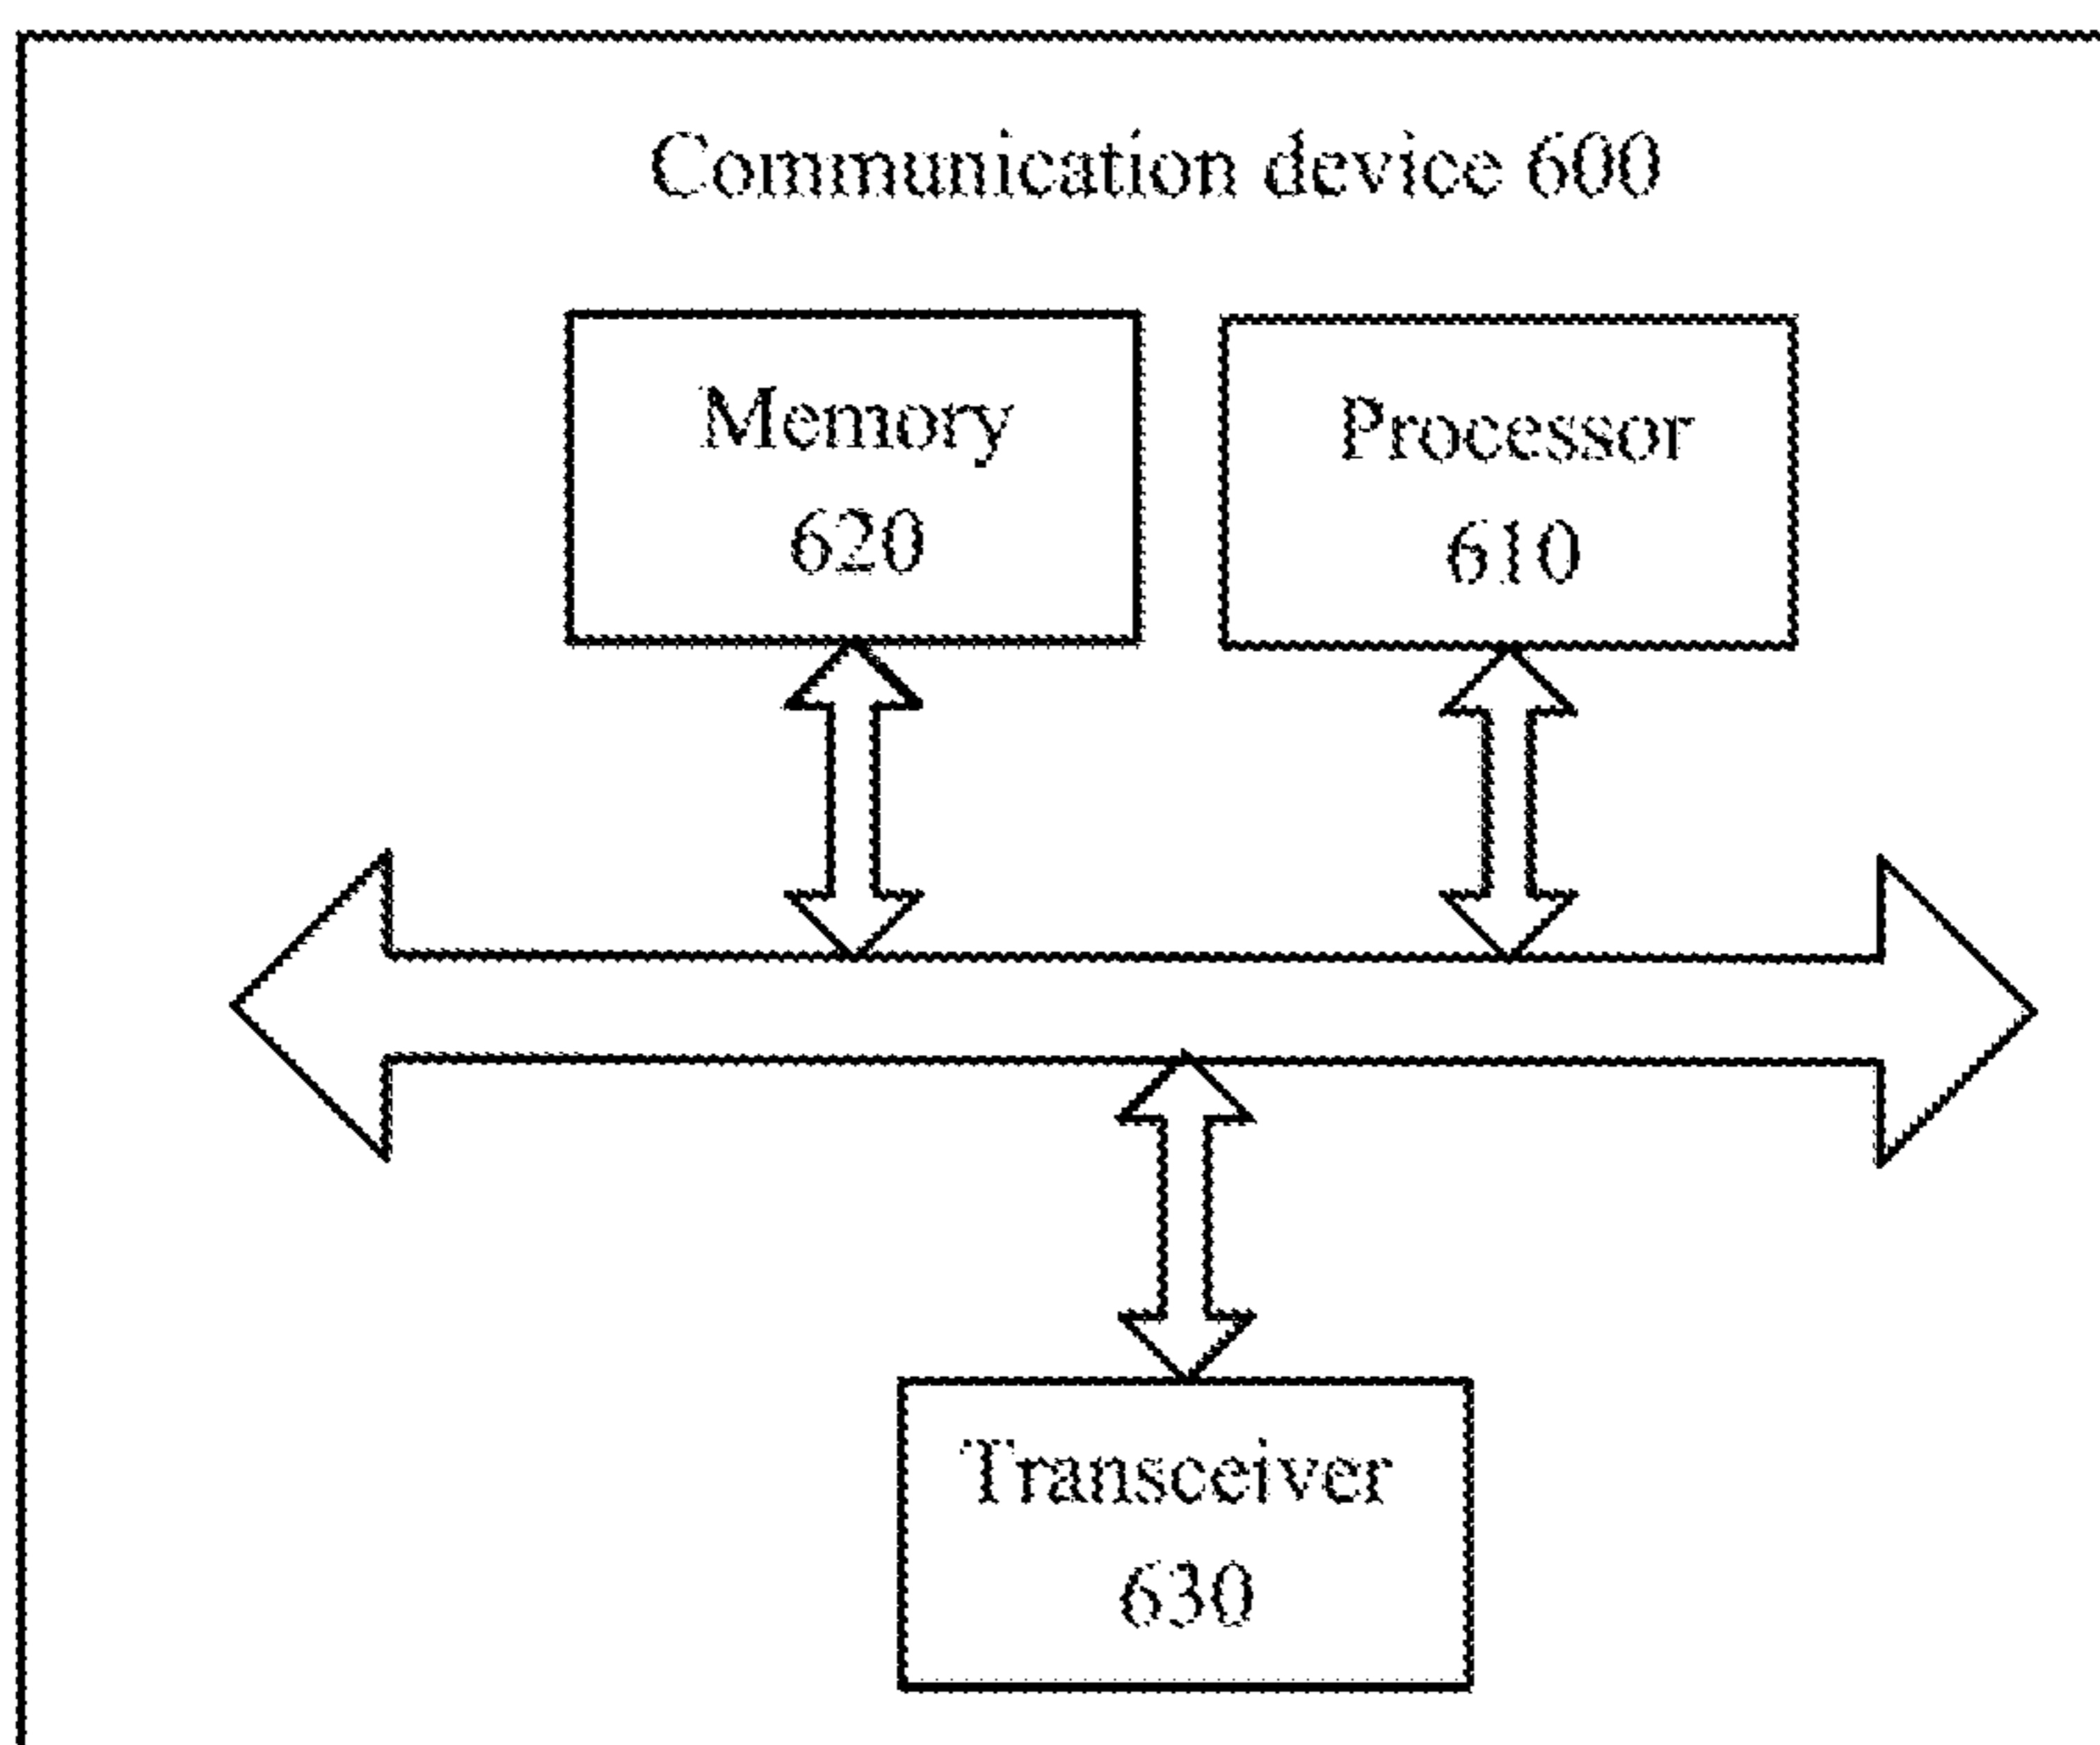 Communication device 600
Memory
620
Processor
610
Transceiver
630